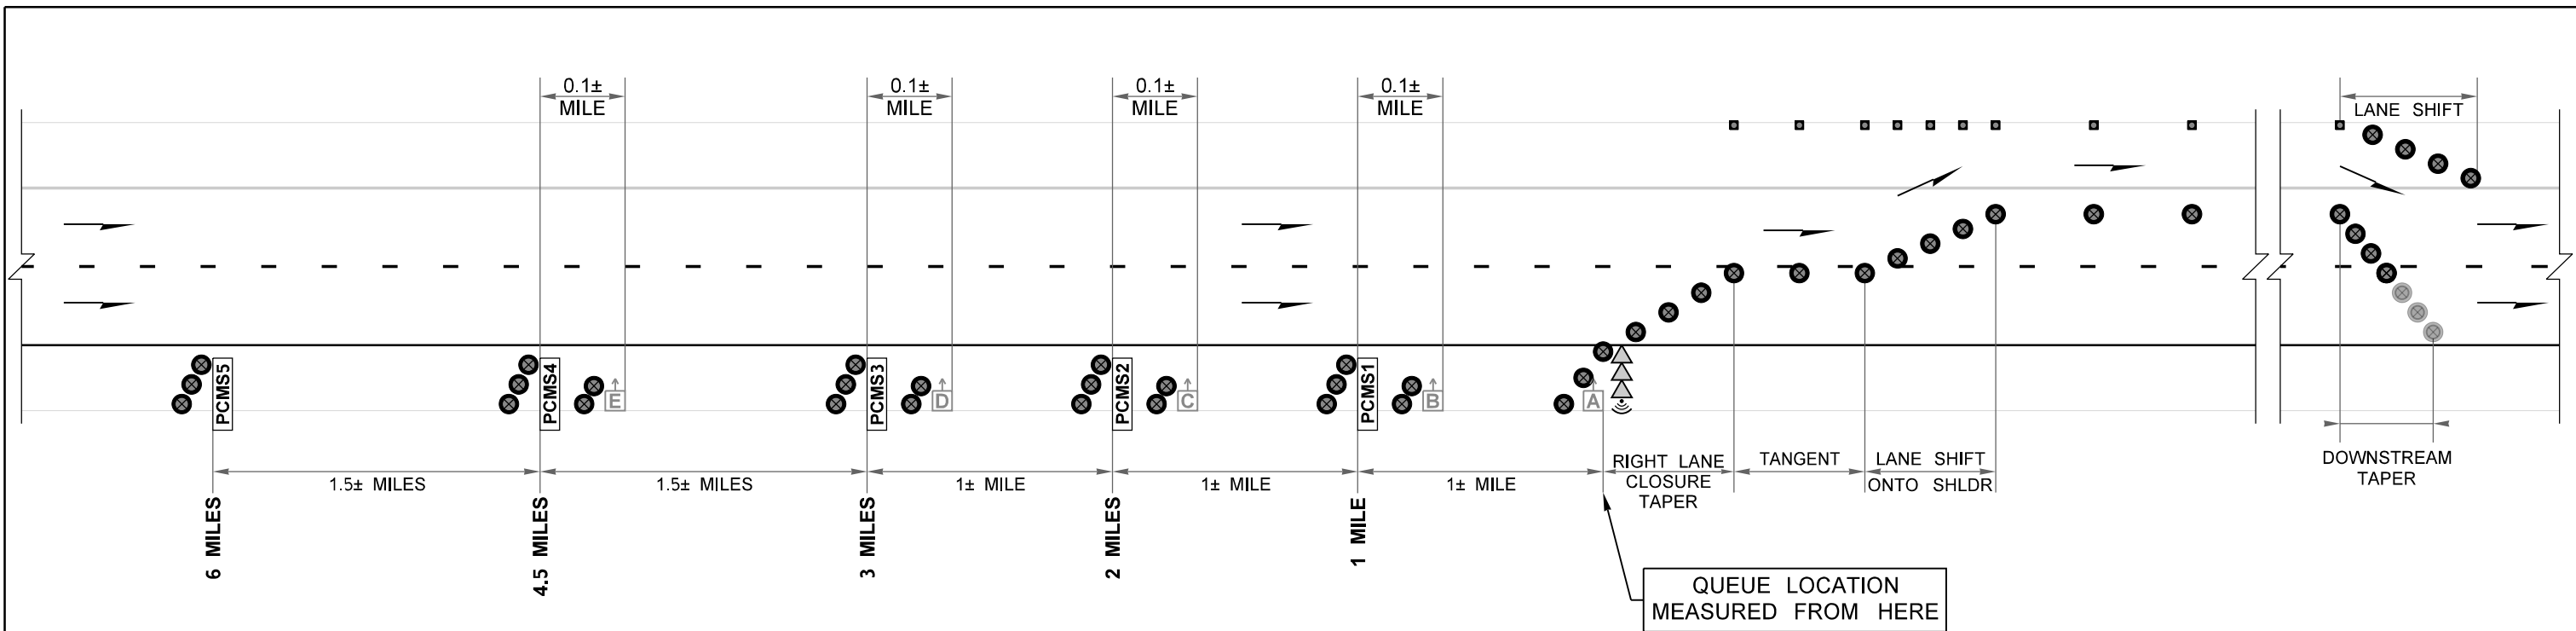 0.1±
MILE
0.1±
MILE
0.1±
MILE
0.1±
MILE
LANE SHIFT
PCMS5
PCMS4
E
PCMS3
D
PCMS2
C
PCMS1
B
A
1.5± MILES
1.5± MILES
1± MILE
1± MILE
1± MILE
RIGHT LANE
CLOSURE
TAPER
TANGENT
LANE SHIFT
ONTO SHLDR
DOWNSTREAM
TAPER
6 MILES
4.5 MILES
3 MILES
2 MILES
1 MILE
QUEUE LOCATION
MEASURED FROM HERE